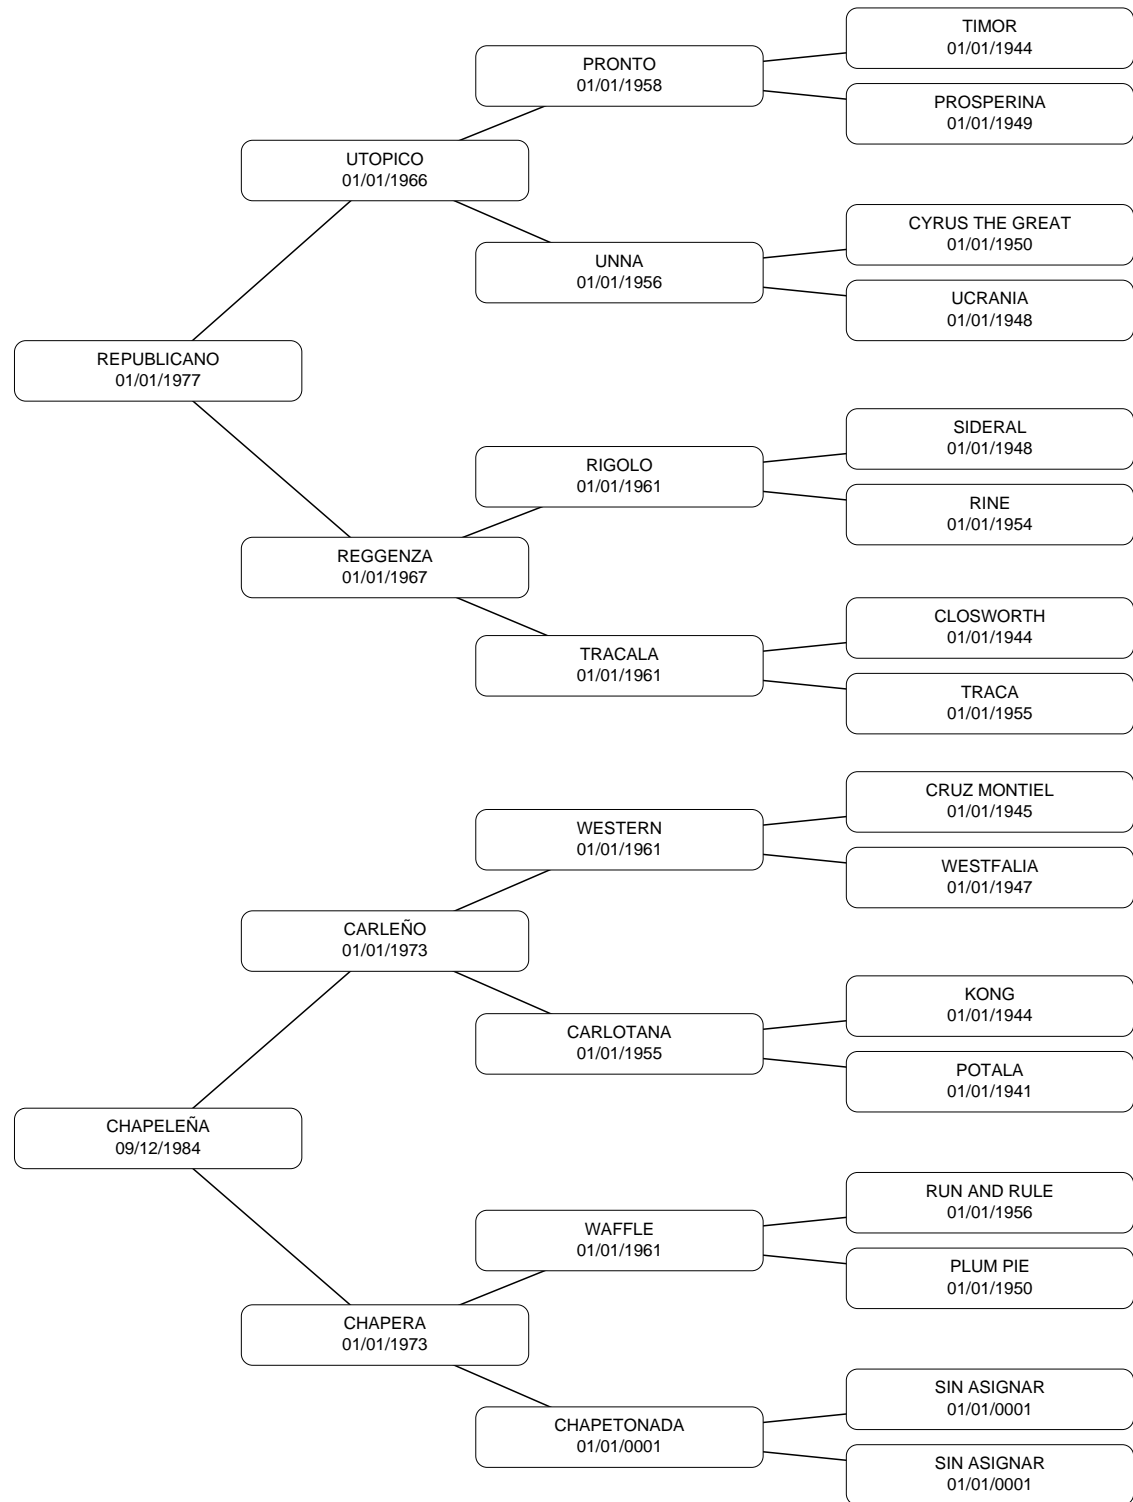 TIMOR
01/01/1944
PRONTO
01/01/1958
PROSPERINA
01/01/1949
UTOPICO
01/01/1966
CYRUS THE GREAT
01/01/1950
UNNA
01/01/1956
UCRANIA
01/01/1948
REPUBLICANO
01/01/1977
SIDERAL
01/01/1948
RIGOLO
01/01/1961
RINE
01/01/1954
REGGENZA
01/01/1967
CLOSWORTH
01/01/1944
TRACALA
01/01/1961
TRACA
01/01/1955
CRUZ MONTIEL
01/01/1945
WESTERN
01/01/1961
WESTFALIA
01/01/1947
CARLEÑO
01/01/1973
KONG
01/01/1944
CARLOTANA
01/01/1955
POTALA
01/01/1941
CHAPELEÑA
09/12/1984
RUN AND RULE
01/01/1956
WAFFLE
01/01/1961
PLUM PIE
01/01/1950
CHAPERA
01/01/1973
SIN ASIGNAR
01/01/0001
CHAPETONADA
01/01/0001
SIN ASIGNAR
01/01/0001